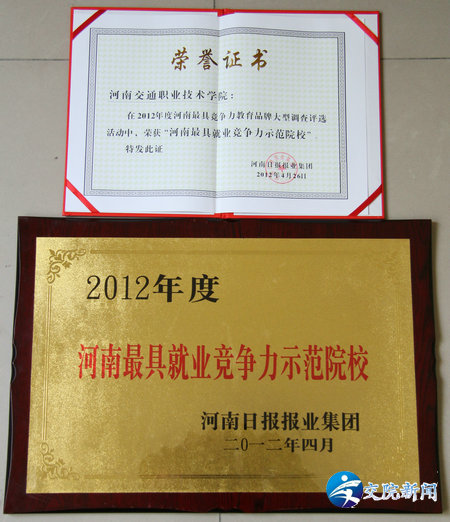 荣誉证书
河南交通职业技术学院：
在2012年度河南最具竞争力教育品牌大型调查评选
活动中，荣获“河南最具就业竞争力示范院校”。
特发此证
河南日报报业集团
2012年4月26日
2012年度
河南最具就业竞争力示范院校
河南日报报业集团
二〇一二年四月
交院新闻